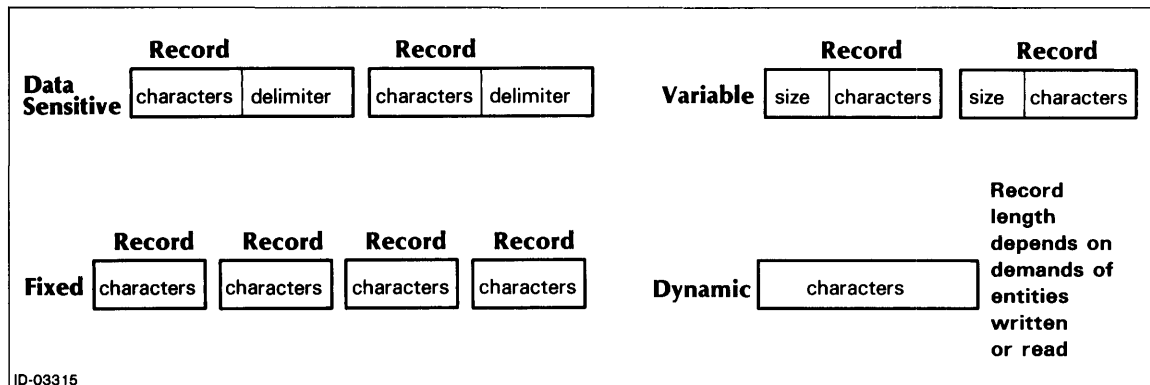 Record Record
Data
Sensitive
characters delimiter characters delimiter
Record Record
Variable
size characters size characters
Record Record Record Record
Fixed characters characters characters characters
Dynamic characters
Record
length
depends on
demands of
entities
written
or read
ID-03315